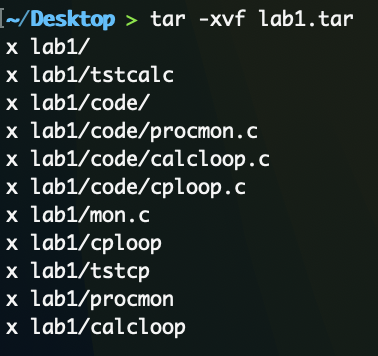 [~/Desktop > tar -xvf lab1.tar
x lab1/
x lab1/tstcalc
x lab1/code/
x lab1/code/procmon.c
x lab1/code/calcloop.c
x lab1/code/cploop.c
x lab1/mon.c
x lab1/cploop
x lab1/tstcp
x lab1/procmon
x lab1/calcloop